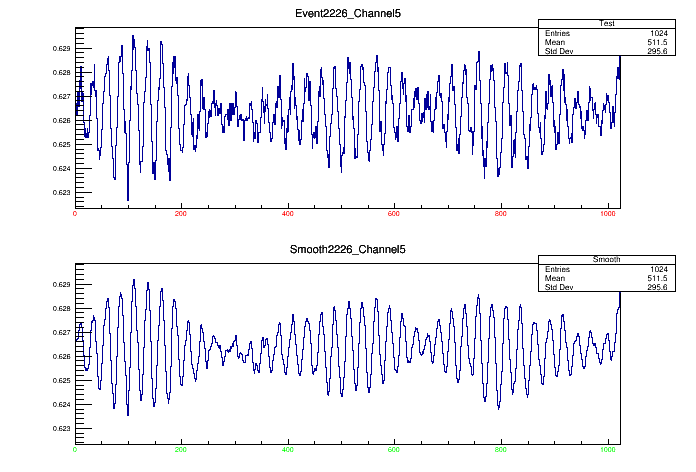 Event2226_Channel5
Test
Entries 1024
Mean 511.5
Std Dev 295.6
0.629
0.628
0.627
0.626
0.625
0.624
0.623
0 200 400 600 800 1000
Smooth2226_Channel5
Smooth
Entries 1024
Mean 511.5
Std Dev 295.6
0.629
0.628
0.627
0.626
0.625
0.624
0.623
0 200 400 600 800 1000